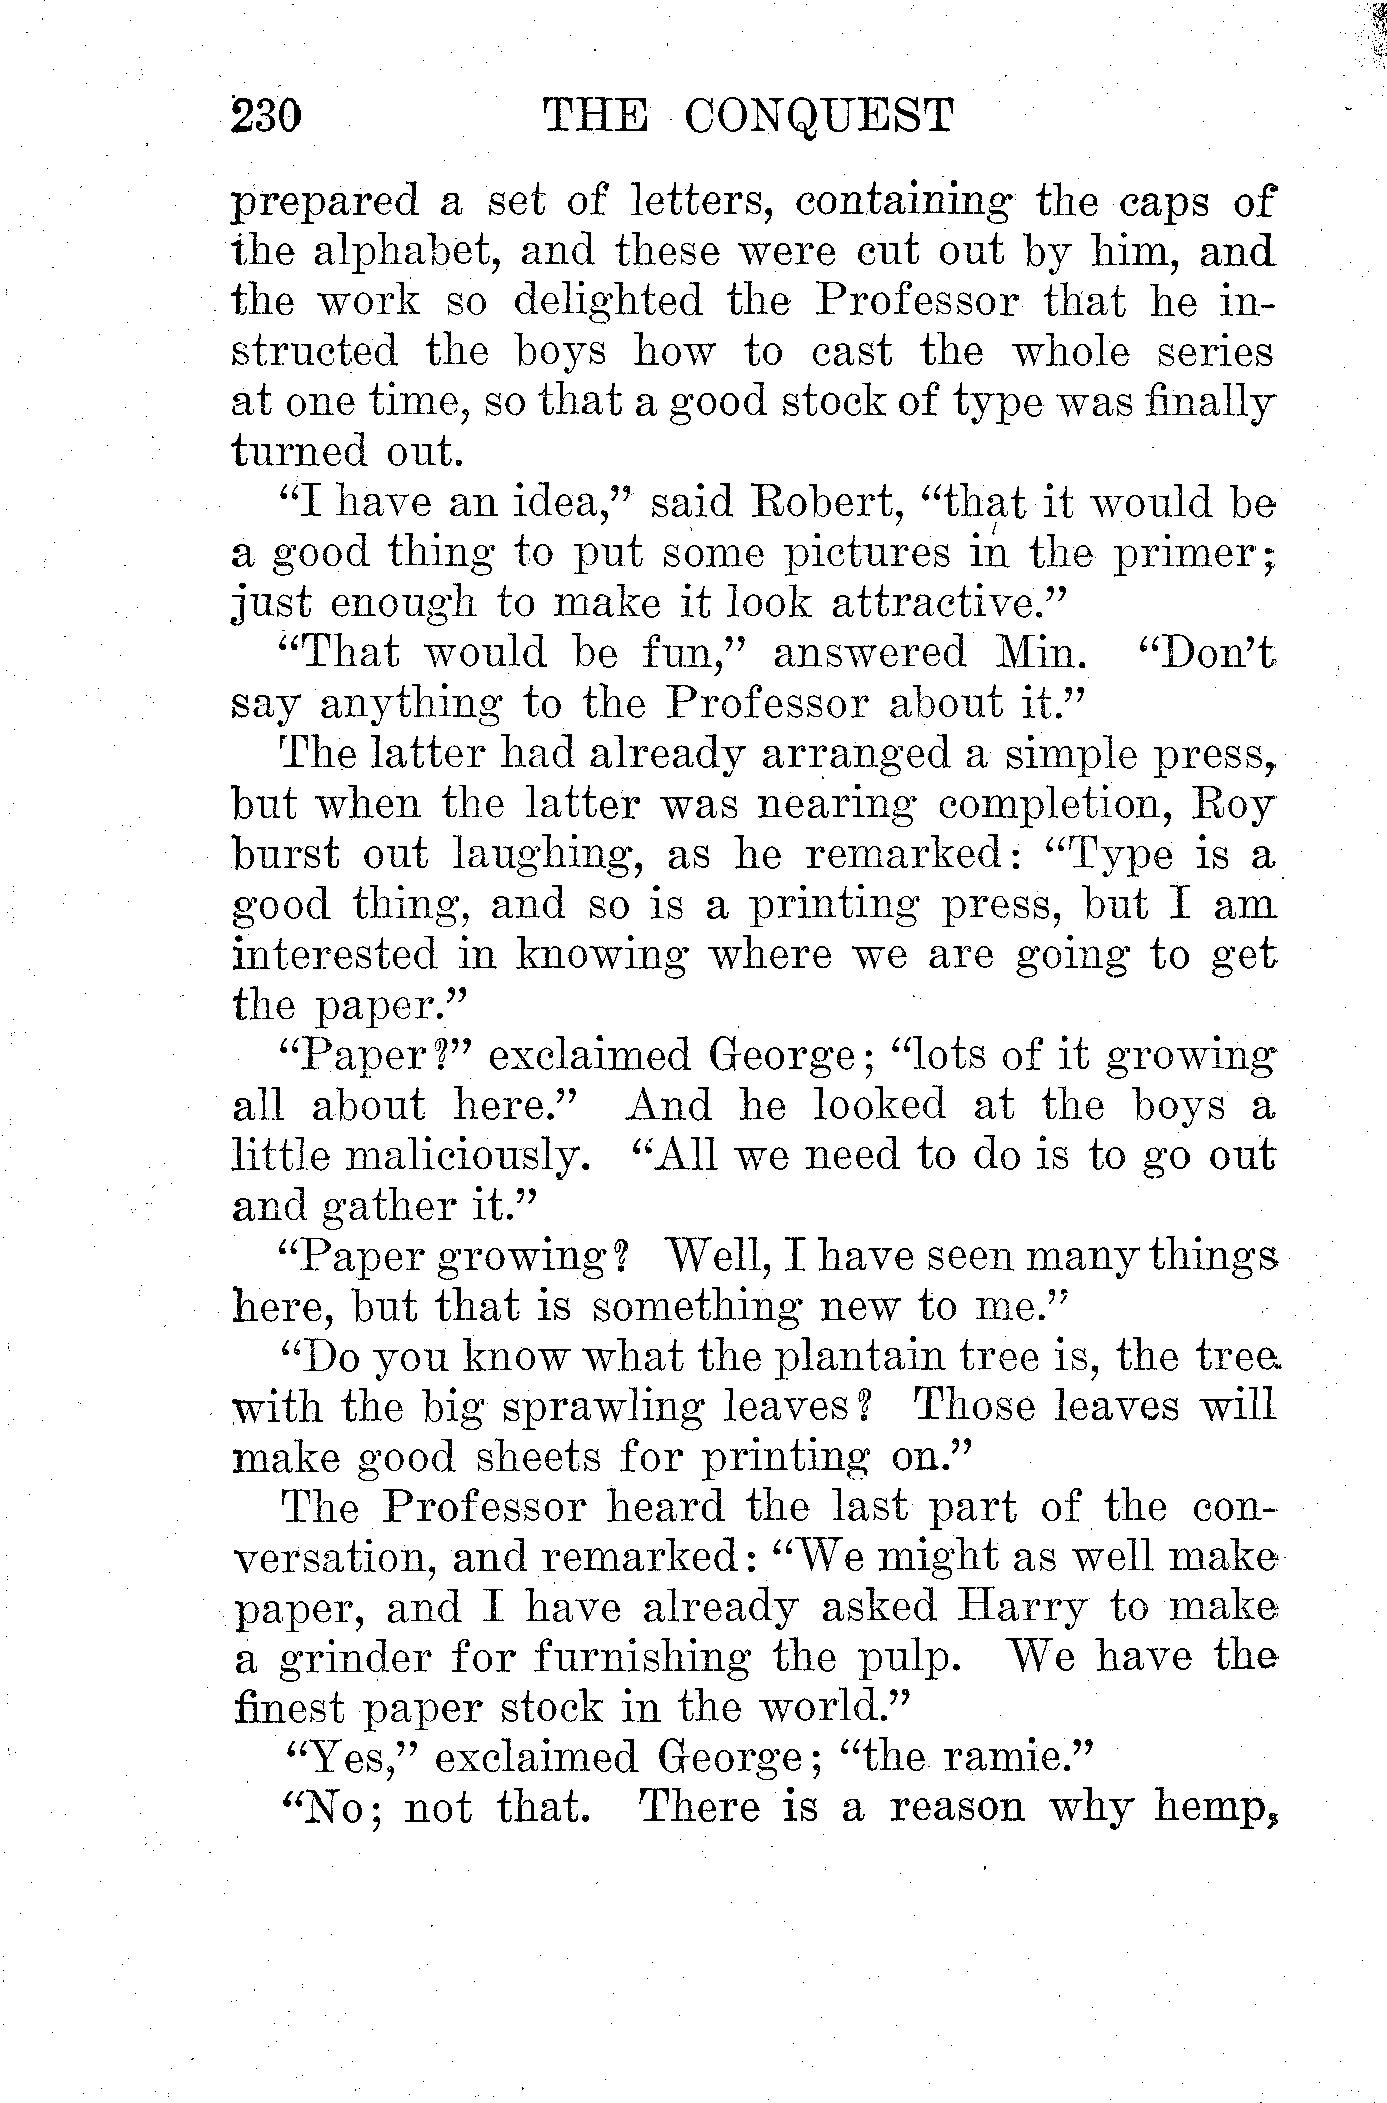 230 THE CONQUEST
prepared a set of letters, containing the caps of
the alphabet, and these were cut out by him, and
the work so delighted the Professor that he in-
structed the boys how to cast the whole series
at one time, so that a good stock of type was finally
turned out.
“I have an idea,” said Robert, “that it would be
a good thing to put some pictures in the primer;
just enough to make it look attractive.”
“That would be fun,” answered Min. “Don’t
say anything to the Professor about it.”
The latter had already arranged a simple press,
but when the latter was nearing completion, Roy
burst out laughing, as he remarked: “Type is a
good thing, and so is a printing press, but I am
interested in knowing where we are going to get
the paper.”
“Paper?” exclaimed George; “lots of it growing
all about here.” And he looked at the boys a
little maliciously. “All we need to do is to go out
and gather it.”
“Paper growing? Well, I have seen many things
here, but that is something new to me.”
“Do you know what the plantain tree is, the tree
with the big sprawling leaves? Those leaves will
make good sheets for printing on.”
The Professor heard the last part of the con-
versation, and remarked: “We might as well make
paper, and I have already asked Harry to make
a grinder for furnishing the pulp. We have the
finest paper stock in the world.”
“Yes,” exclaimed George; “the ramie.”
“No; not that. There is a reason why hemp,